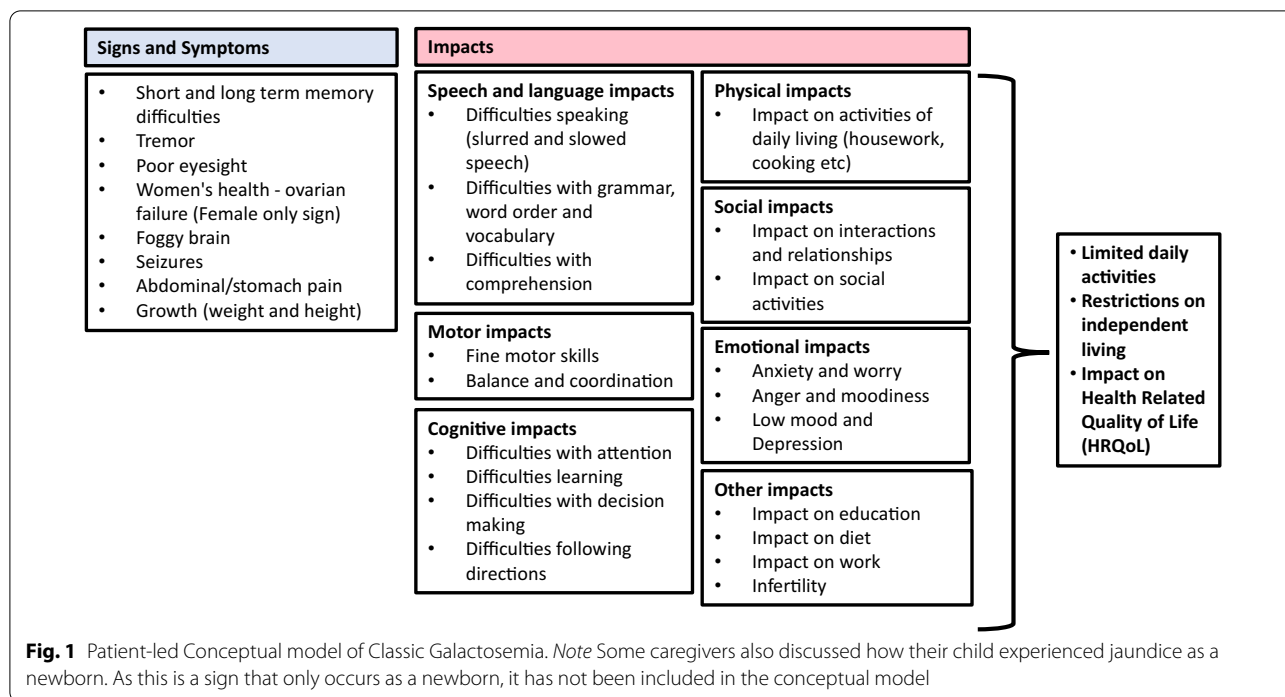 Signs and Symptoms
• Short and long term memory
difficulties
• Tremor
• Poor eyesight
• Women's health - ovarian
failure (Female only sign)
• Foggy brain
• Seizures
• Abdominal/stomach pain
• Growth (weight and height)
Impacts
Speech and language impacts
• Difficulties speaking
(slurred and slowed
speech)
• Difficulties with grammar,
word order and
vocabulary
• Difficulties with
comprehension
Motor impacts
• Fine motor skills
• Balance and coordination
Cognitive impacts
• Difficulties with attention
• Difficulties learning
• Difficulties with decision
making
• Difficulties following
directions
Physical impacts
• Impact on activities of
daily living (housework,
cooking etc)
Social impacts
• Impact on interactions
and relationships
• Impact on social
activities
Emotional impacts
• Anxiety and worry
• Anger and moodiness
• Low mood and
Depression
Other impacts
• Impact on education
• Impact on diet
• Impact on work
• Infertility
• Limited daily
activities
• Restrictions on
independent
living
• Impact on
Health Related
Quality of Life
(HRQoL)
Fig. 1 Patient-led Conceptual model of Classic Galactosemia. Note Some caregivers also discussed how their child experienced jaundice as a
newborn. As this is a sign that only occurs as a newborn, it has not been included in the conceptual model